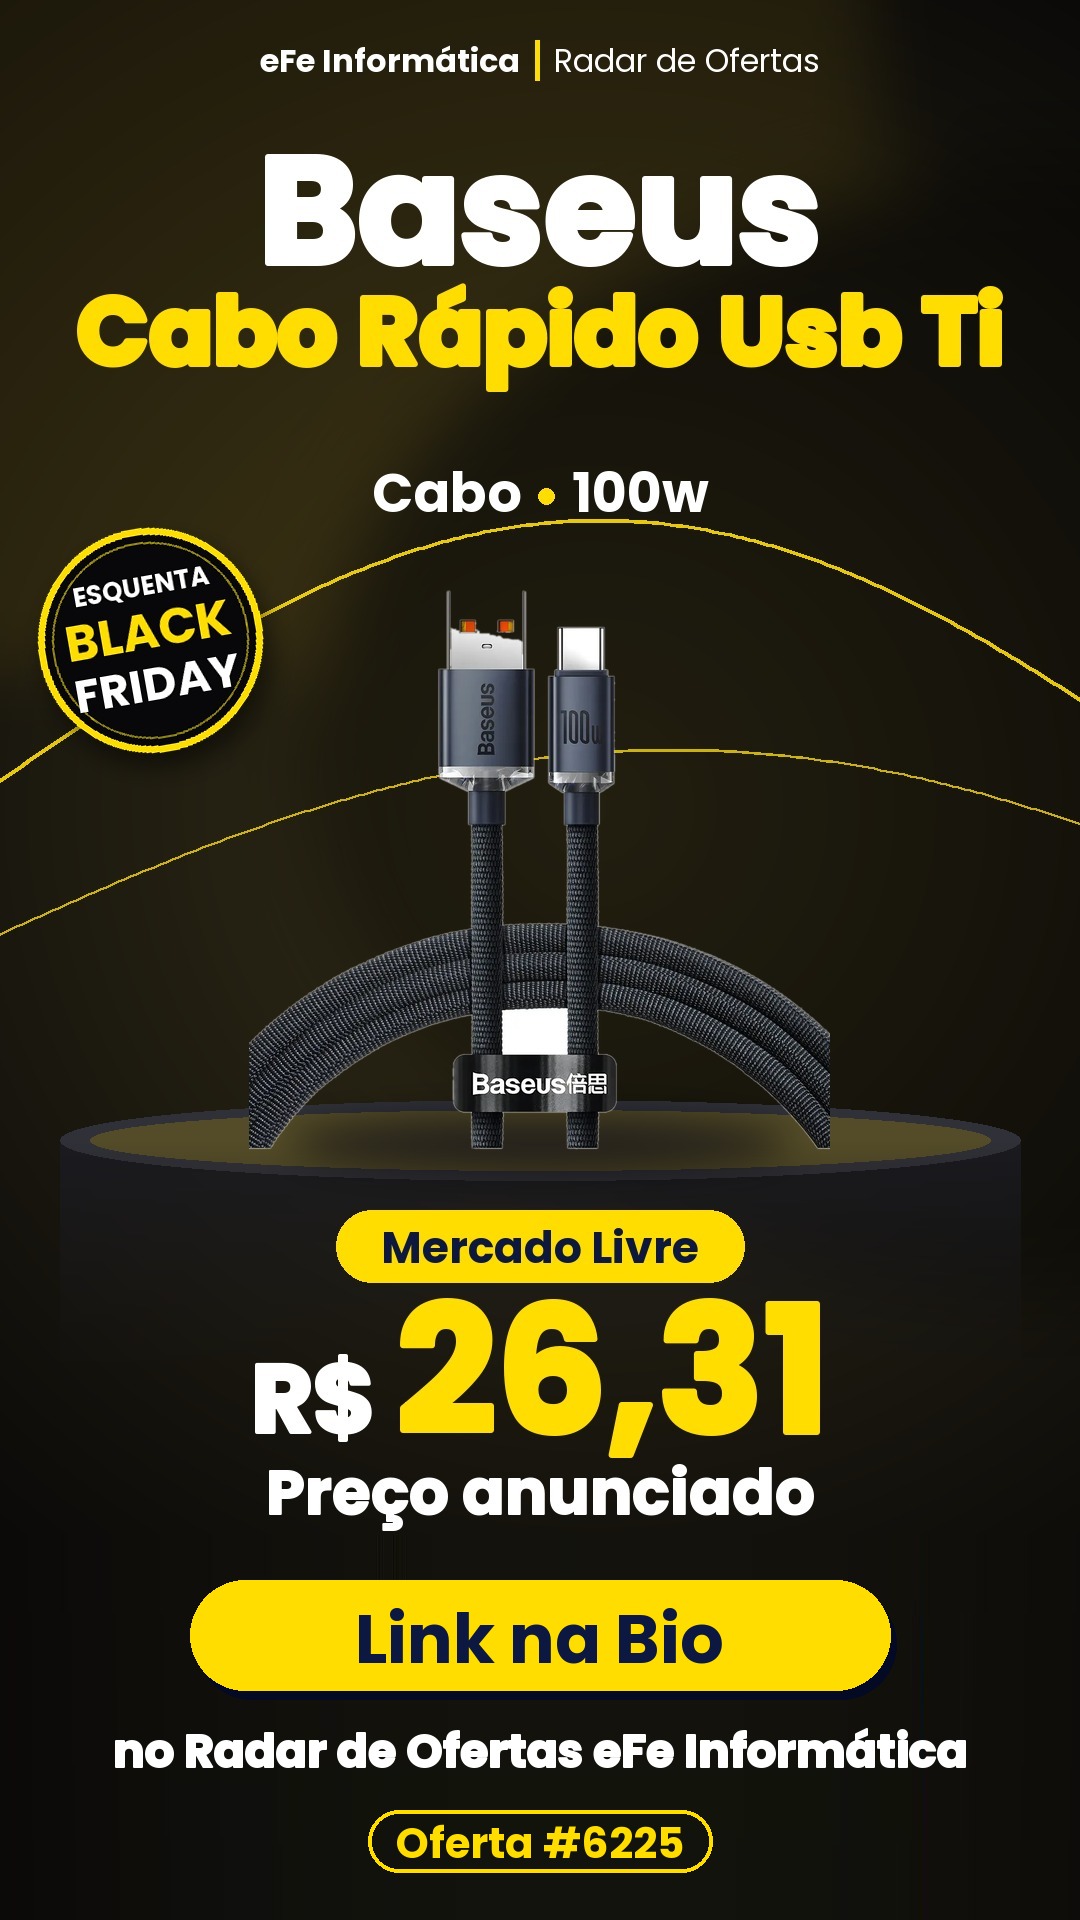 eFe Informática | Radar de Ofertas
Baseus
Cabo Rápido Usb Ti
Cabo • 100w
ESQUENTA
BLACK
FRIDAY
Baseus
100w
Baseus倍思
Mercado Livre
R$ 26,31
Preço anunciado
Link na Bio
no Radar de Ofertas eFe Informática
Oferta #6225